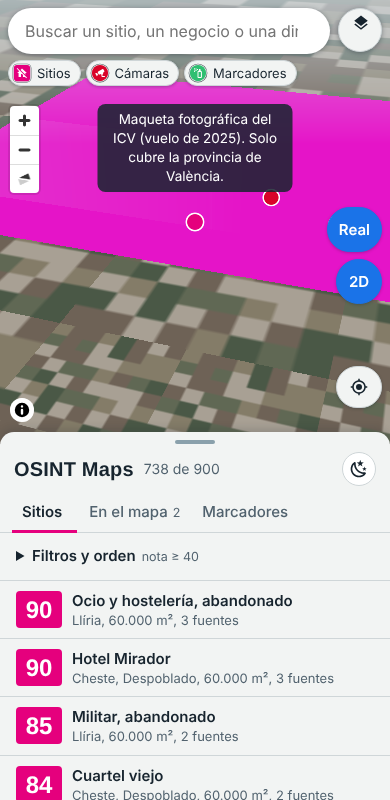 Buscar un sitio, un negocio o una dir
Sitios
Cámaras
Marcadores
Maqueta fotográfica del
ICV (vuelo de 2025). Solo
cubre la provincia de
València.
Real
2D
OSINT Maps 738 de 900
Sitios En el mapa 2 Marcadores
Filtros y orden nota ≥ 40
90 Ocio y hostelería, abandonado
Llíria, 60.000 m², 3 fuentes
90 Hotel Mirador
Cheste, Despoblado, 60.000 m², 3 fuentes
85 Militar, abandonado
Llíria, 60.000 m², 2 fuentes
84 Cuartel viejo
Cheste, Despoblado, 60.000 m², 2 fuentes